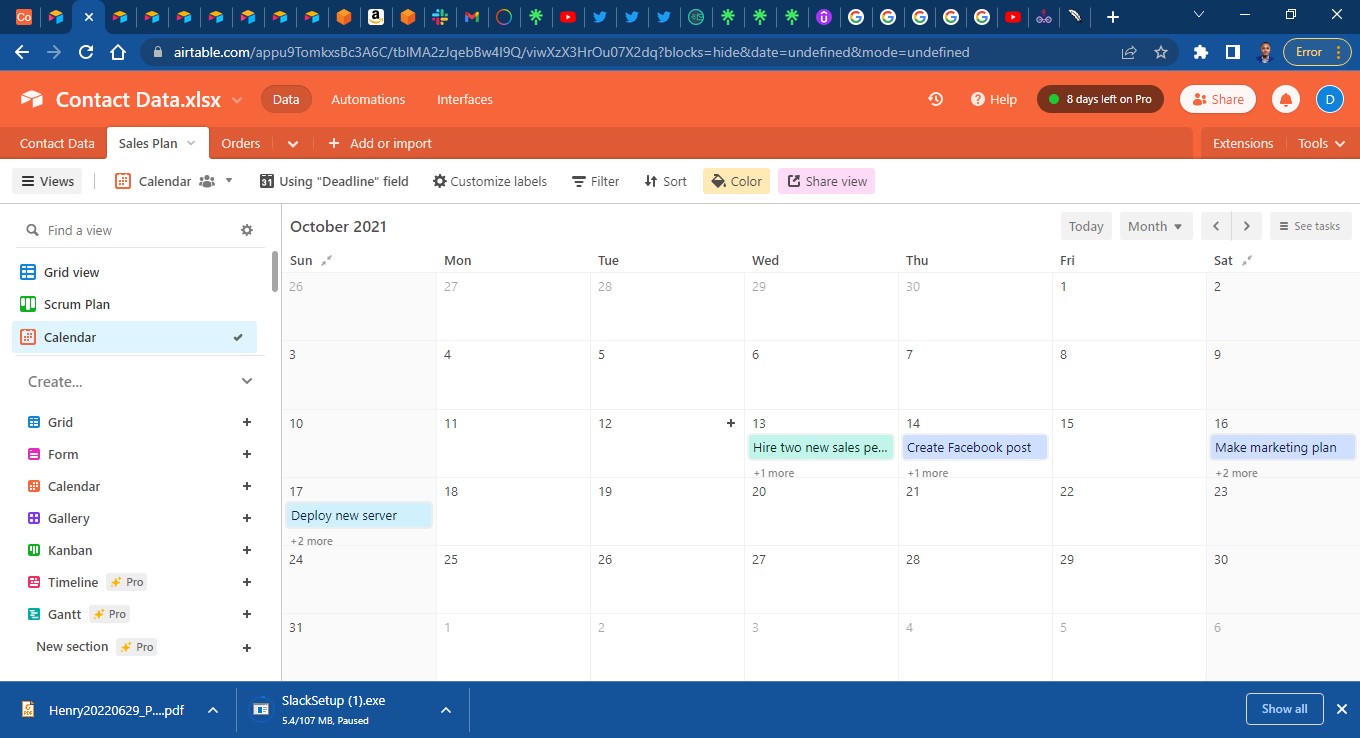 Co
airtable.com/appu9TomkxsBc3A6C/tblMA2zJqebBw4I9Q/viwXzX3HrOu07X2dq?blocks=hide&date=undefined&mode=undefined
Error
Contact Data.xlsx
Data
Automations
Interfaces
Help
8 days left on Pro
Share
D
Contact Data
Sales Plan
Orders
Add or import
Extensions
Tools
Views
Calendar
31
Using "Deadline" field
Customize labels
Filter
Sort
Color
Share view
Find a view
October 2021
Today
Month
See tasks
Sun
Mon
Tue
Wed
Thu
Fri
Sat
Grid view
Scrum Plan
Calendar
Create...
Grid
Form
Calendar
Gallery
Kanban
Timeline
Pro
Gantt
Pro
New section
Pro
26
27
28
29
30
1
2
3
4
5
6
7
8
9
10
11
12
13
14
15
16
Hire two new sales pe...
Create Facebook post
Make marketing plan
+1 more
+1 more
+2 more
17
18
19
20
21
22
23
Deploy new server
+2 more
24
25
26
27
28
29
30
31
1
2
3
4
5
6
Henry20220629_P....pdf
SlackSetup (1).exe
5.4/107 MB, Paused
Show all